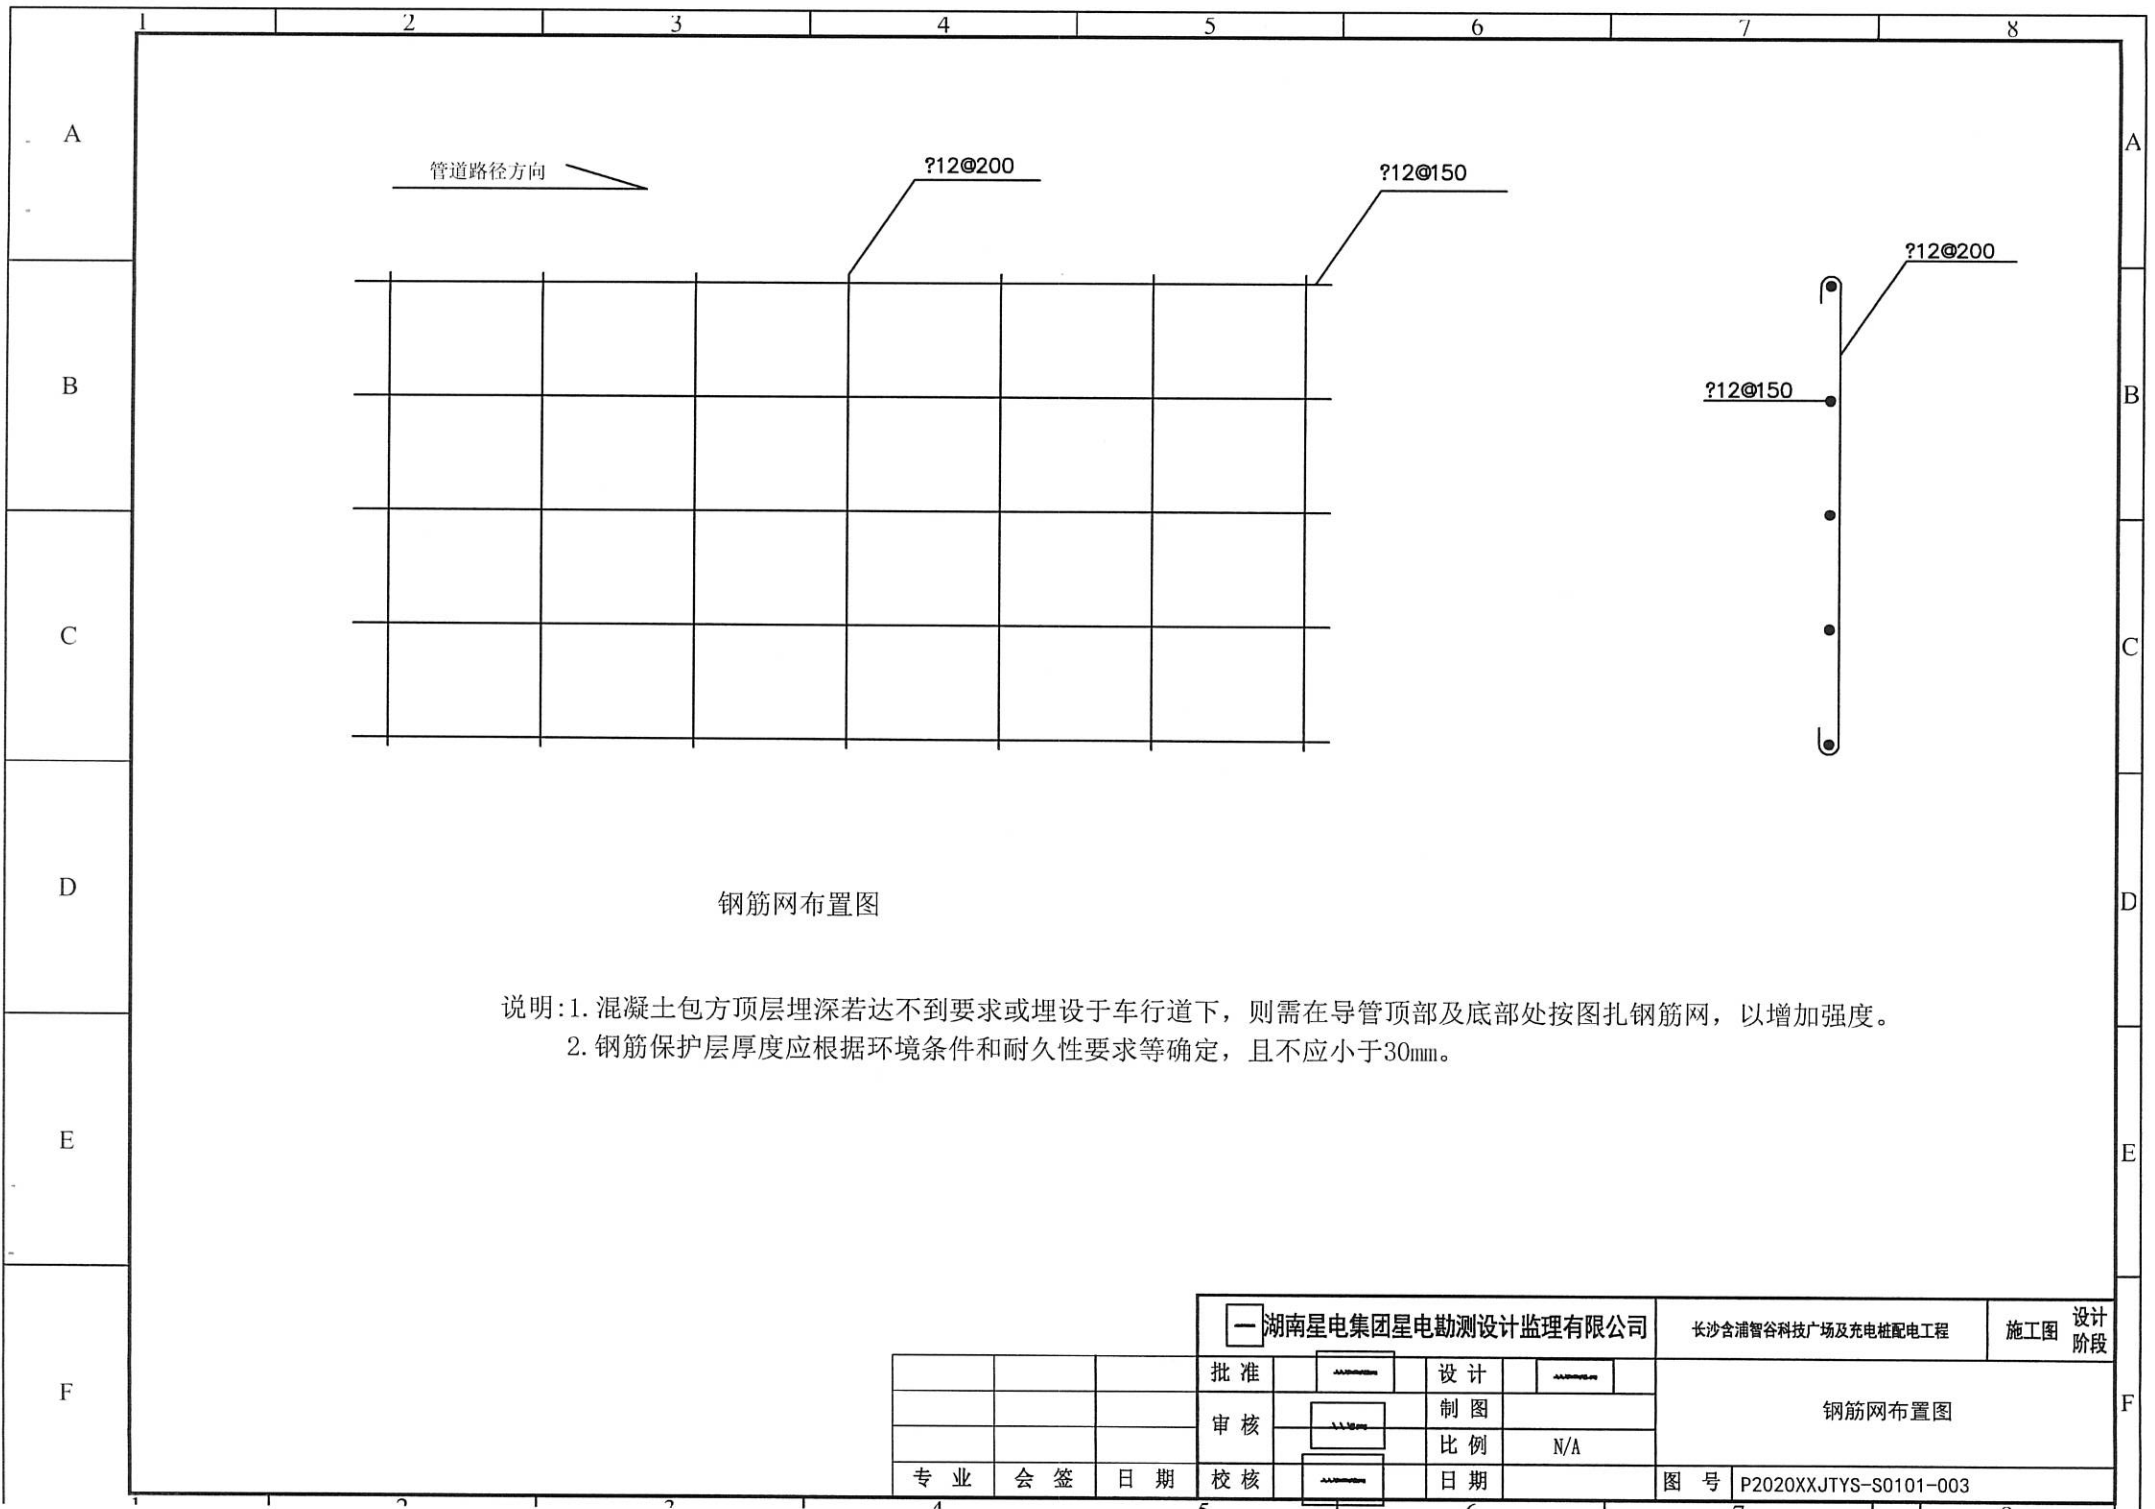 1 2 3 4 5 6 7 8
A A
管道路径方向
?12@200
?12@150
?12@200
B B
?12@150
C C
D D
钢筋网布置图
说明:1.混凝土包方顶层埋深若达不到要求或埋设于车行道下，则需在导管顶部及底部处按图扎钢筋网，以增加强度。
2.钢筋保护层厚度应根据环境条件和耐久性要求等确定，且不应小于30mm。
E E
湖南星电集团星电勘测设计监理有限公司 长沙含浦智谷科技广场及充电桩配电工程 施工图 设计阶段
批准 设计
F F
审核 制图 钢筋网布置图
比例 N/A
专业 会签 日期 校核 日期 图号 P2020XXJTYS-S0101-003